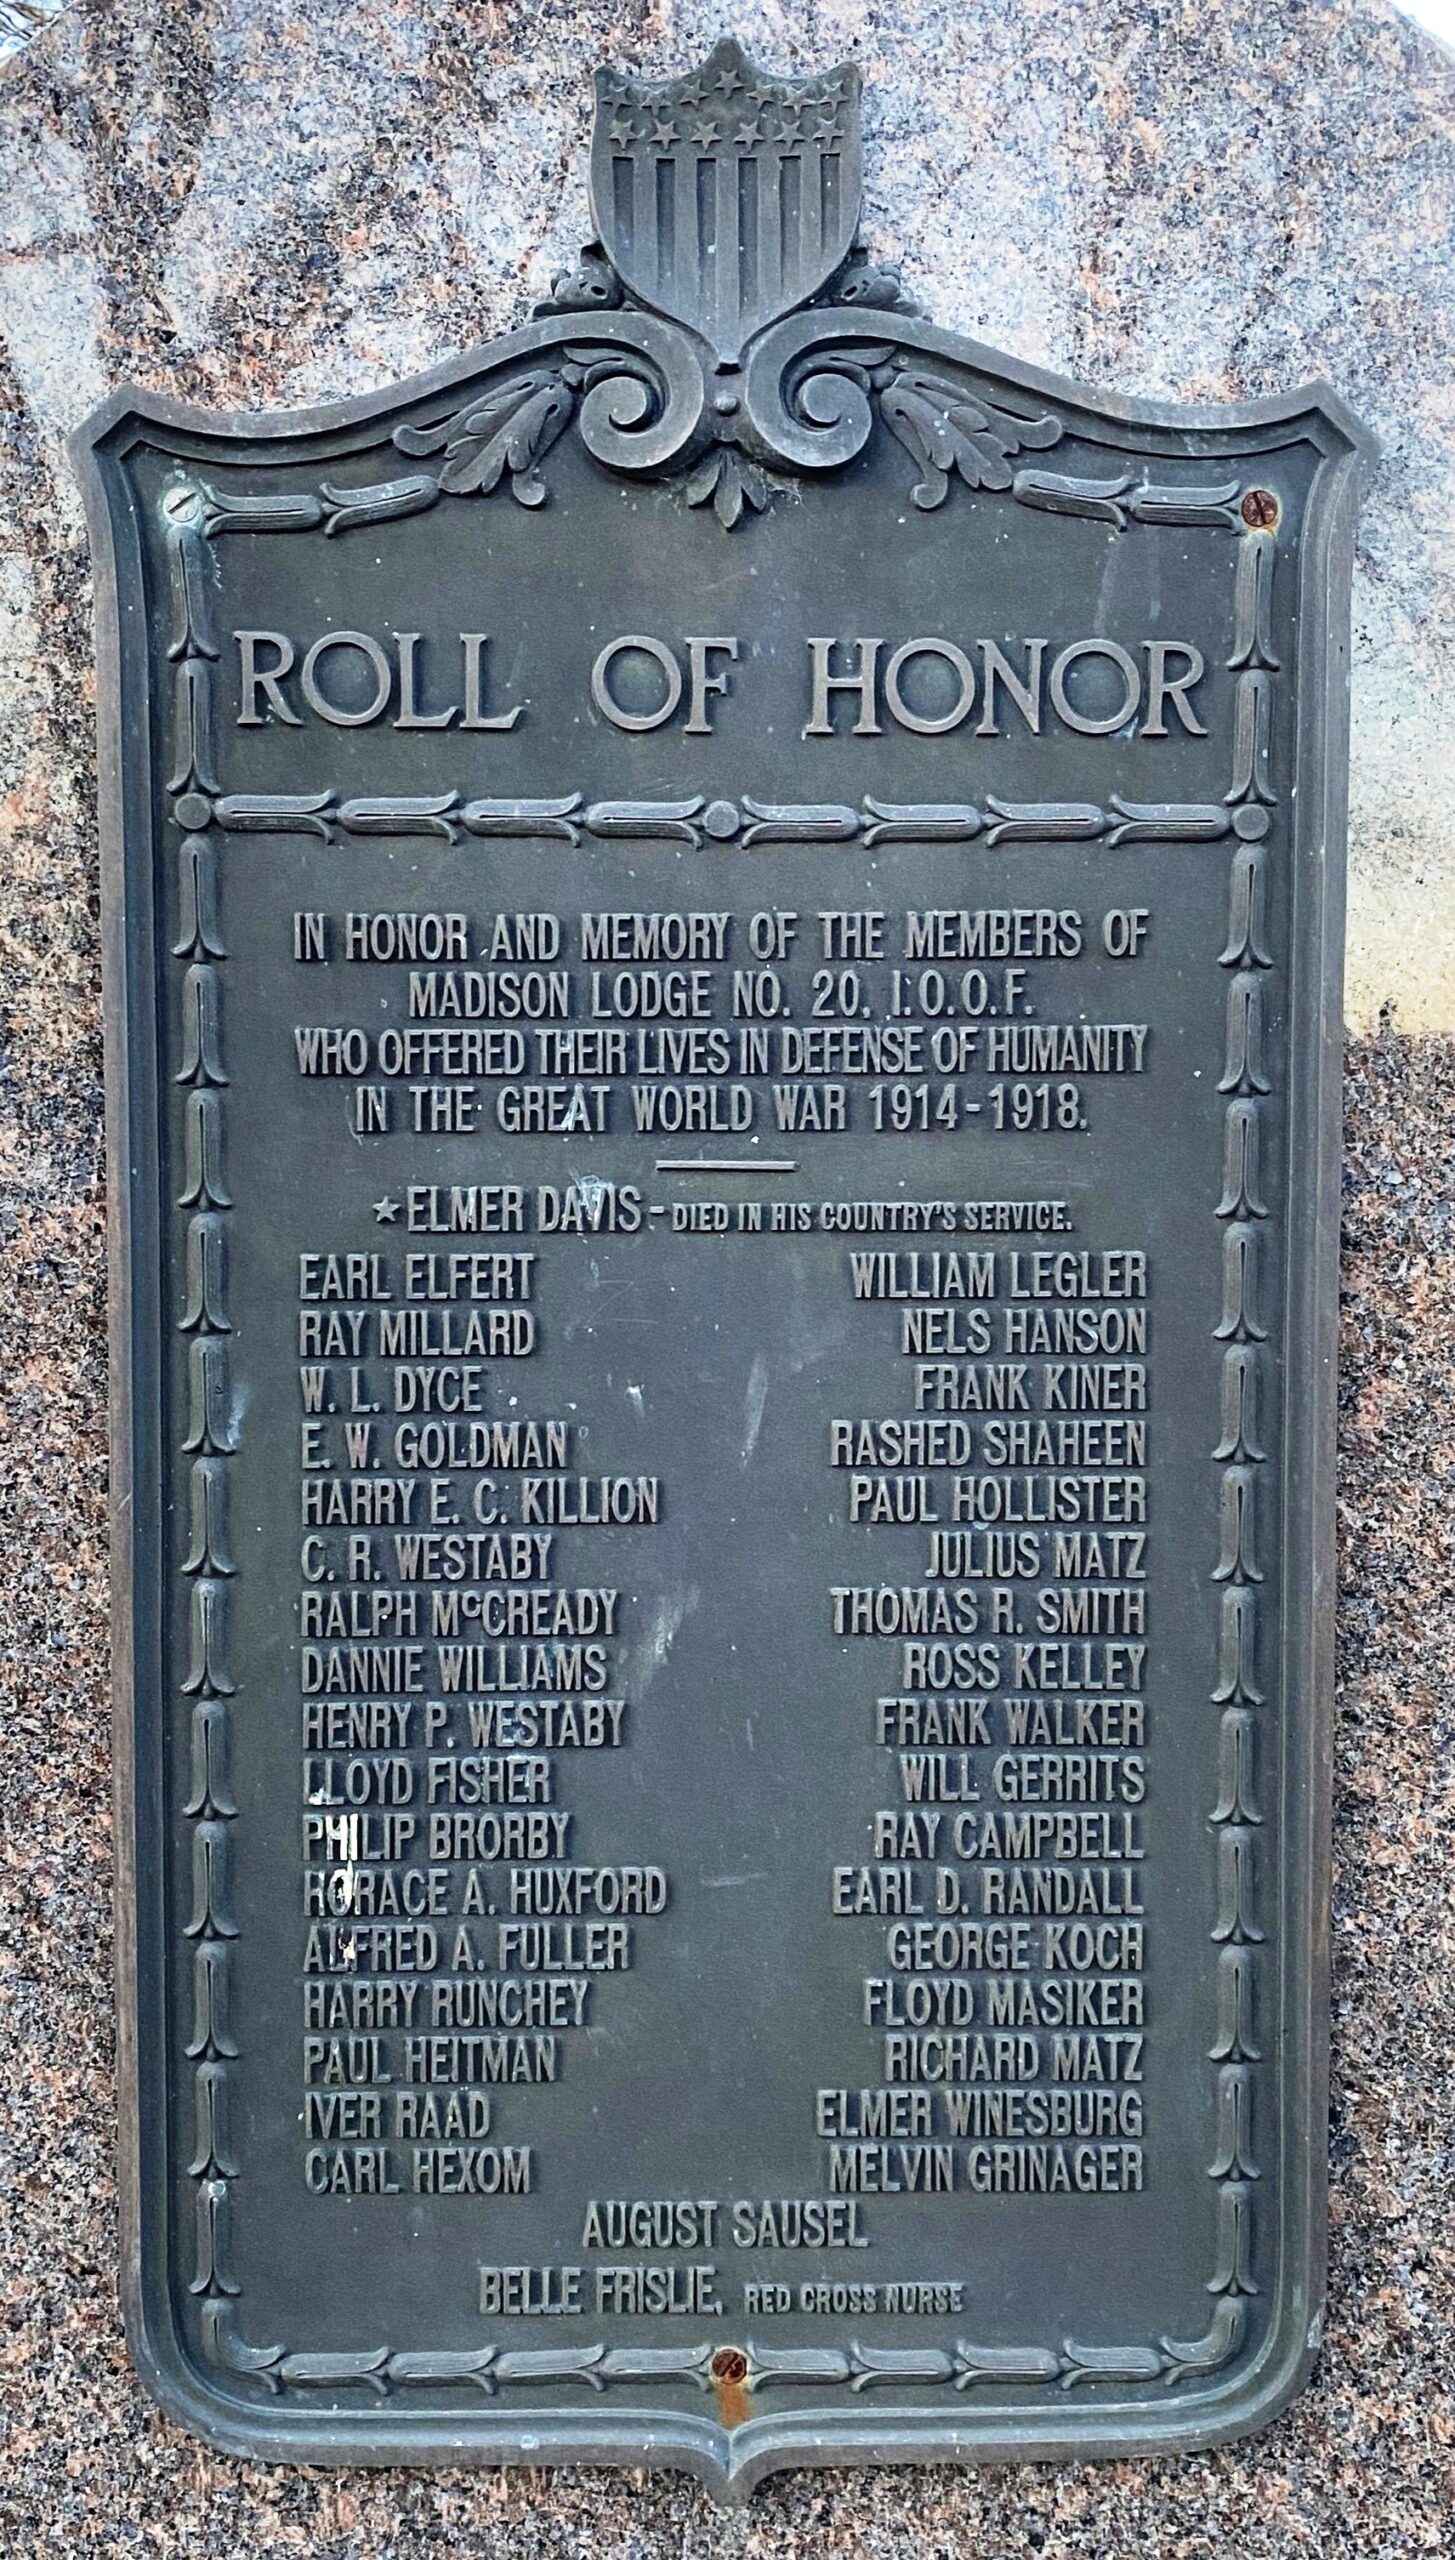 ROLL OF HONOR
IN HONOR AND MEMORY OF THE MEMBERS OF
MADISON LODGE NO. 20, I.O.O.F.
WHO OFFERED THEIR LIVES IN DEFENSE OF HUMANITY
IN THE GREAT WORLD WAR 1914-1918.
★ELMER DAVIS - DIED IN HIS COUNTRY'S SERVICE.
EARL ELFERT WILLIAM LEGLER
RAY MILLARD NELS HANSON
W. L. DYCE FRANK KINER
E. W. GOLDMAN RASHED SHAHEEN
HARRY E. C. KILLION PAUL HOLLISTER
C. R. WESTABY JULIUS MATZ
RALPH McCREADY THOMAS R. SMITH
DANNIE WILLIAMS ROSS KELLEY
HENRY P. WESTABY FRANK WALKER
LLOYD FISHER WILL GERRITS
PHILIP BRORBY RAY CAMPBELL
HORACE A. HUXFORD EARL D. RANDALL
ALFRED A. FULLER GEORGE KOCH
HARRY RUNCHEY FLOYD MASIKER
PAUL HEITMAN RICHARD MATZ
IVER RAAD ELMER WINESBURG
CARL HEXOM MELVIN GRINAGER
AUGUST SAUSEL
BELLE FRISLIE, RED CROSS NURSE